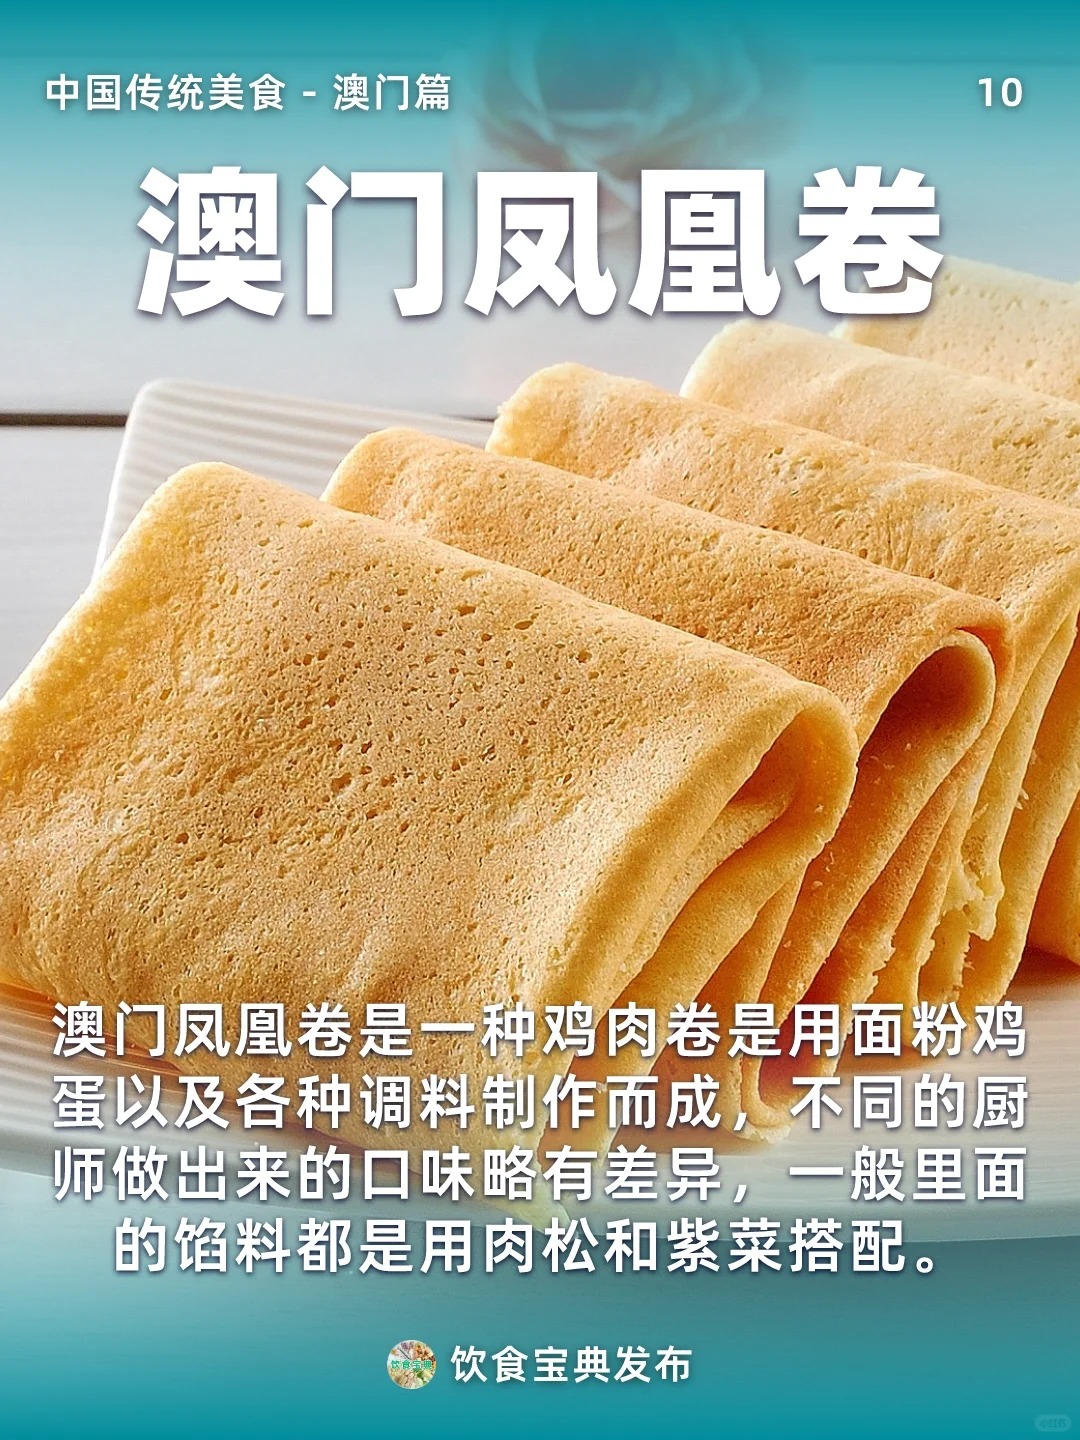 中国传统美食 - 澳门篇
10
澳门凤凰卷
澳门凤凰卷是一种鸡肉卷是用面粉鸡
蛋以及各种调料制作而成，不同的厨
师做出来的口味略有差异，一般里面
的馅料都是用肉松和紫菜搭配。
饮食宝典
饮食宝典发布